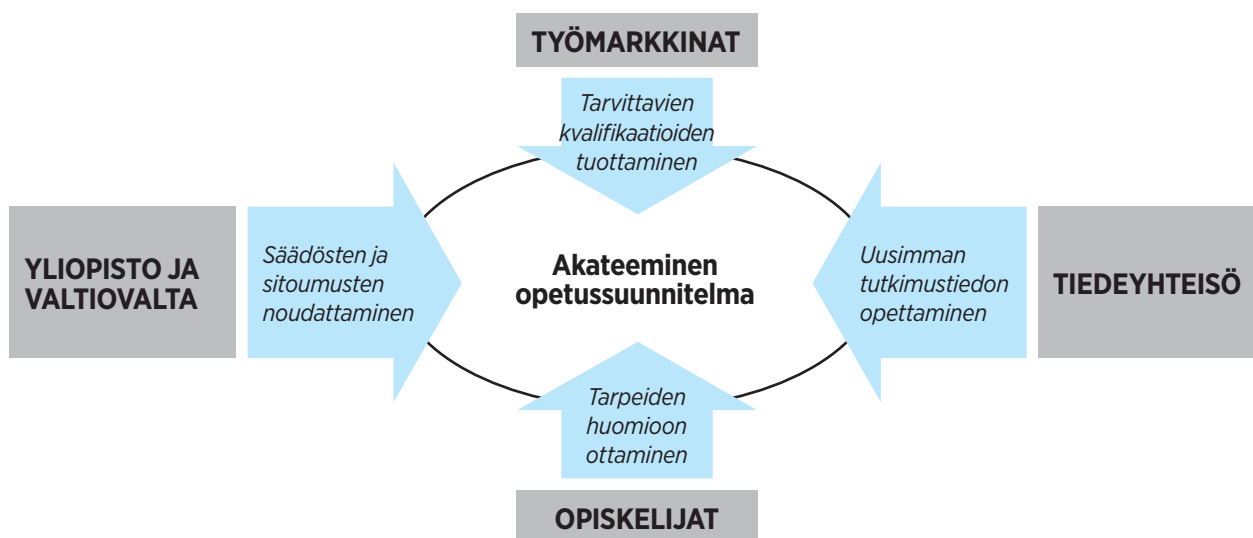 TYÖMARKKINAT
Tarvittavien
kvalifikaatioiden
tuottaminen
YLIOPISTO JA
VALTIOVALTA
Säädösten ja
sitoumusten
noudattaminen
Akateeminen
opetussuunnitelma
Uusimman
tutkimustiedon
opettaminen
TIEDEYHTEISÖ
Tarpeiden
huomioon
ottaminen
OPISKELIJAT